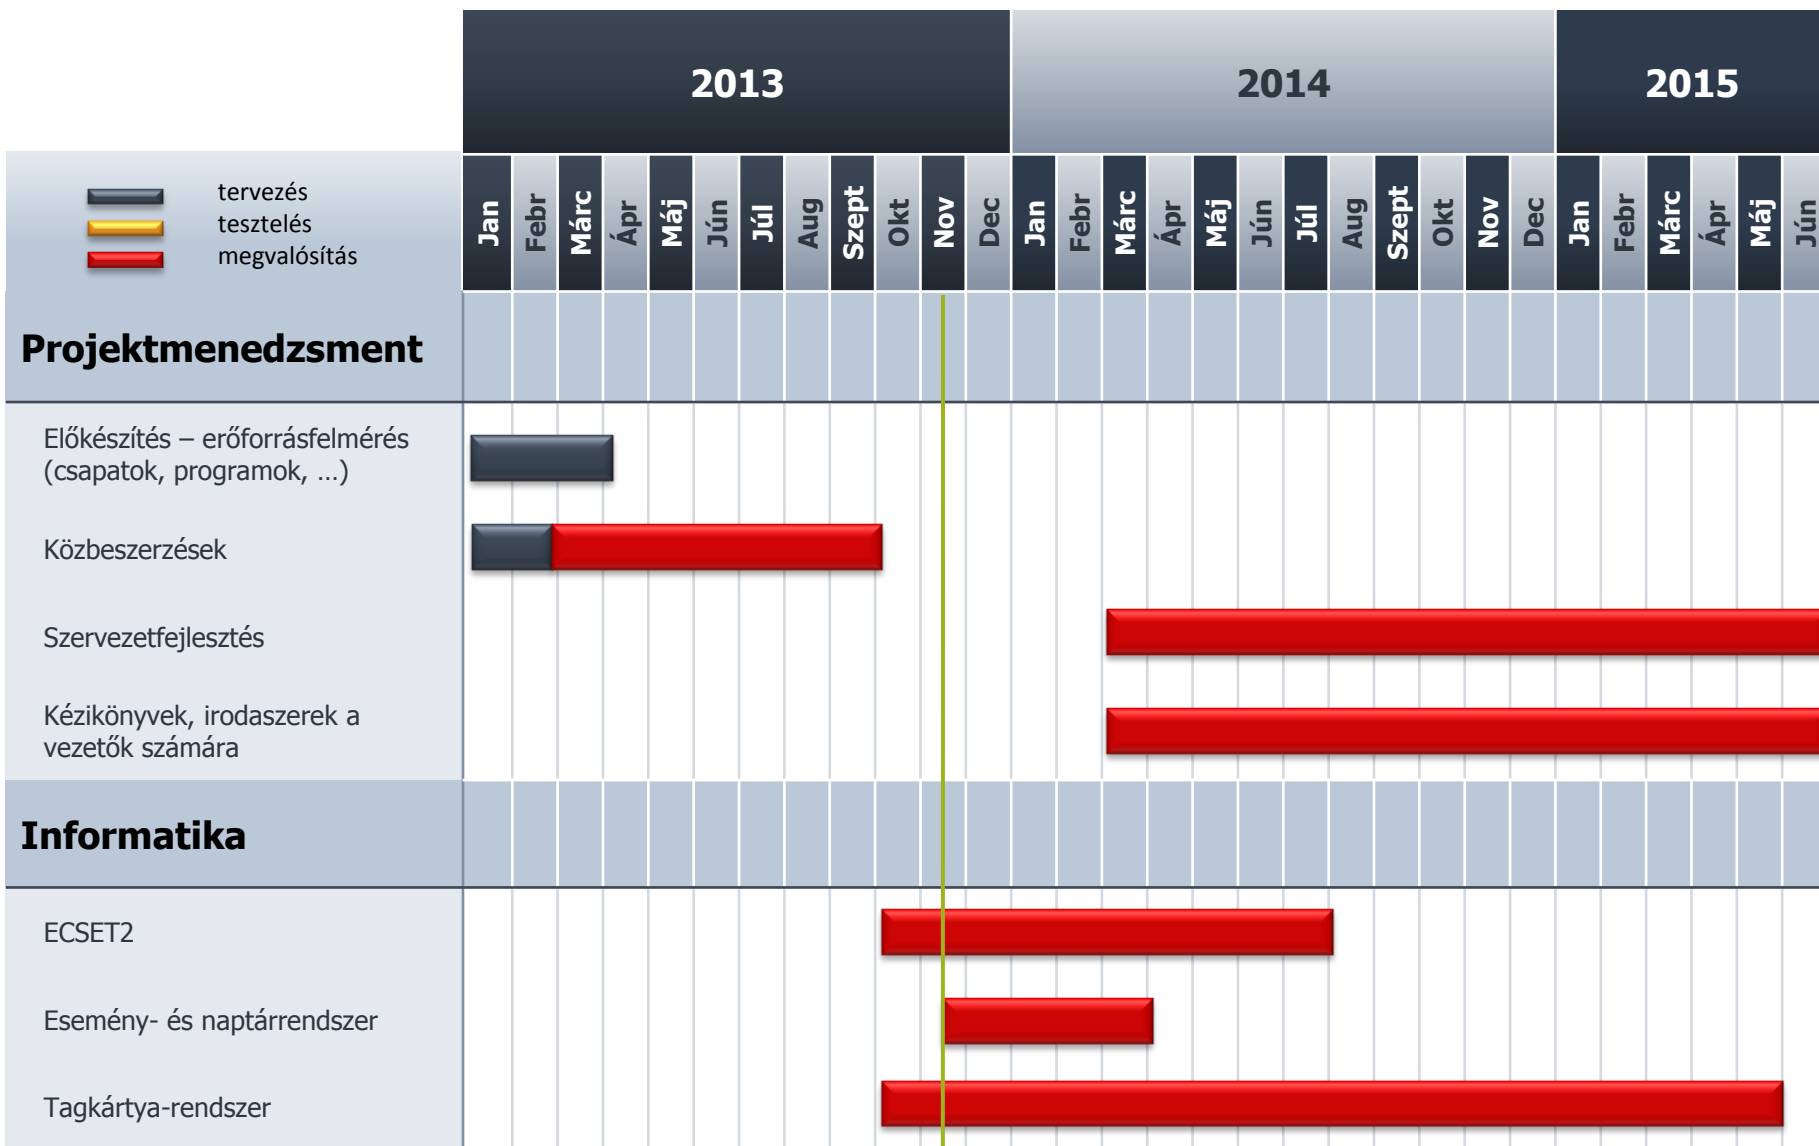 2013 2014 2015
tervezés
tesztelés
megvalósítás
Jan Febr Márc Ápr Máj Jún Júl Aug Szept Okt Nov Dec Jan Febr Márc Ápr Máj Jún Júl Aug Szept Okt Nov Dec Jan Febr Márc Ápr Máj Jún
Projektmenedzsment
Előkészítés – erőforrásfelmérés
(csapatok, programok, ...)
Közbeszerzések
Szervezetfejlesztés
Kézikönyvek, irodaszerek a
vezetők számára
Informatika
ECSET2
Esemény- és naptárrendszer
Tagkártya-rendszer